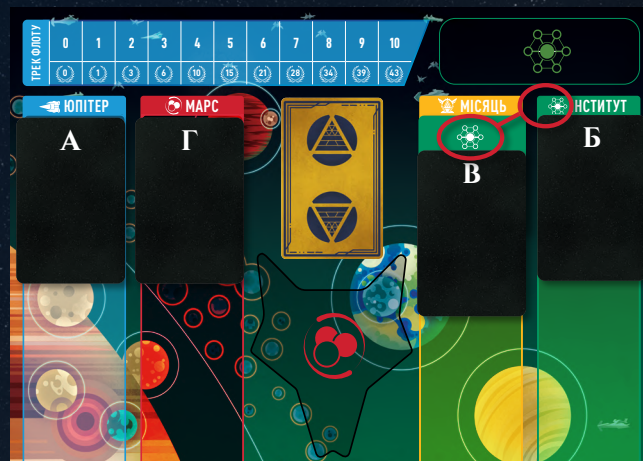 ТРЕК ФЛОТУ
0 1 2 3 4 5 6 7 8 9 10
0 1 3 6 10 15 21 28 34 39 43
ЮПІТЕР МАРС МІСЯЦЬ НСТИТУТ
А Г В Б